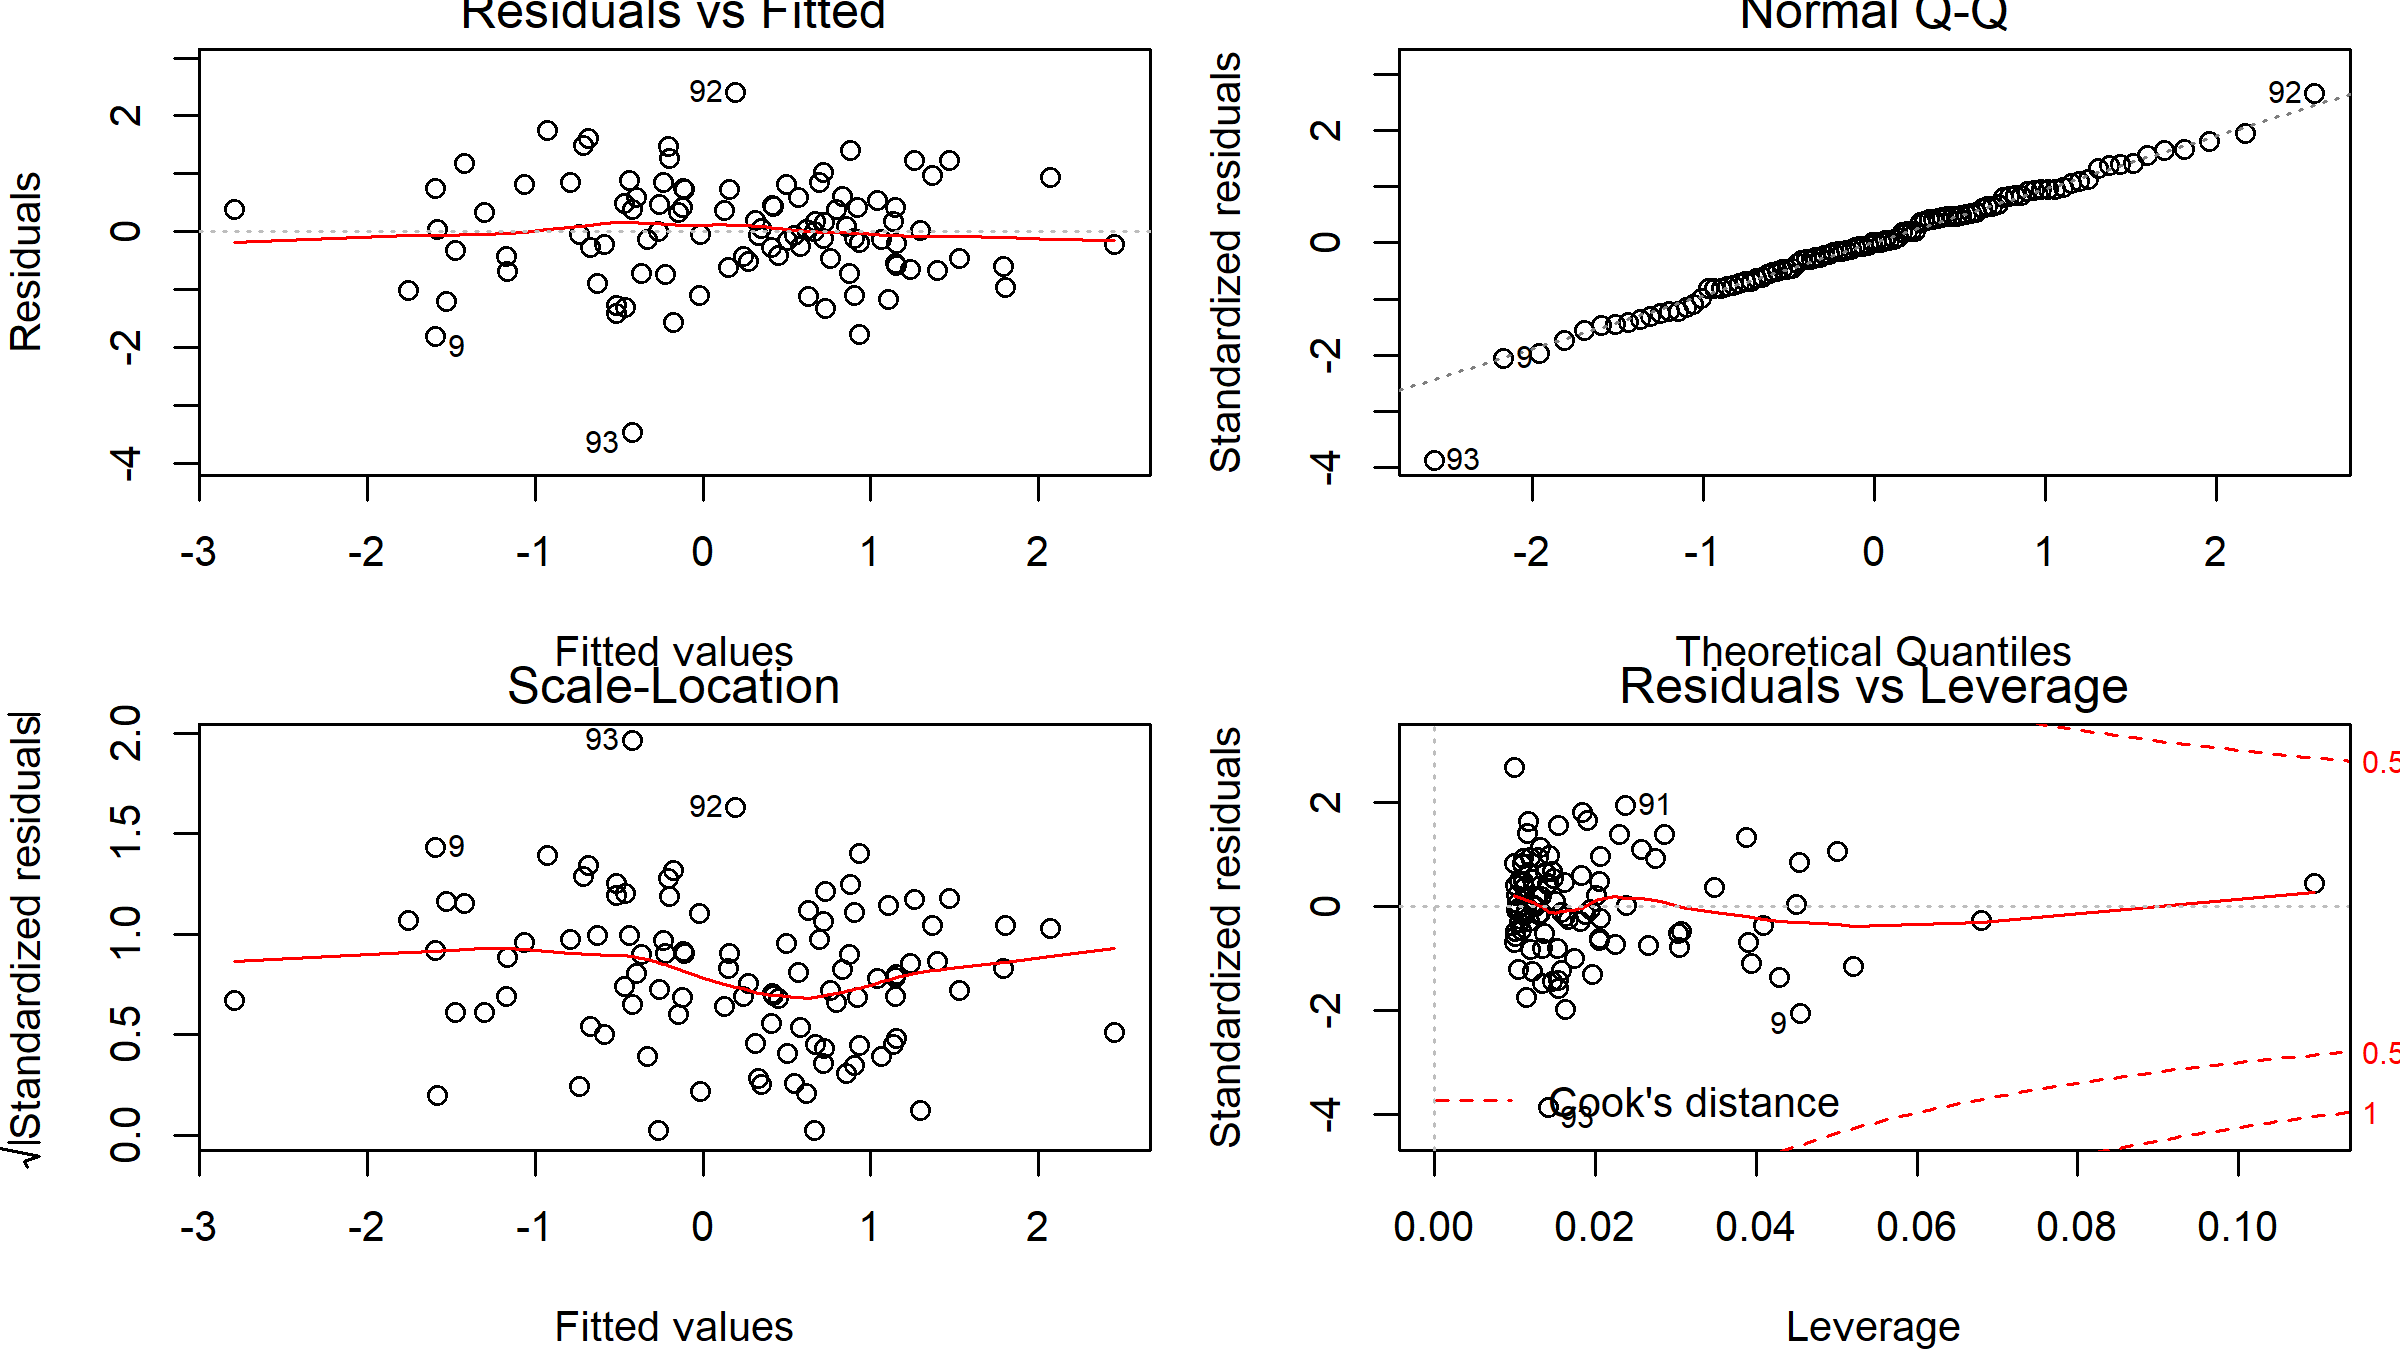 Residuals vs Fitted
Residuals
2
0
-2
-4
92
9
93
-3 -2 -1 0 1 2
Fitted values
Normal Q-Q
Standardized residuals
2
0
-2
-4
92
9
93
-2 -1 0 1 2
Theoretical Quantiles
Scale-Location
√|Standardized residuals|
2.0
1.5
1.0
0.5
0.0
93
92
9
-3 -2 -1 0 1 2
Fitted values
Residuals vs Leverage
Standardized residuals
2
0
-2
-4
91
9
93
Cook's distance
0.5
0.5
1
0.00 0.02 0.04 0.06 0.08 0.10
Leverage